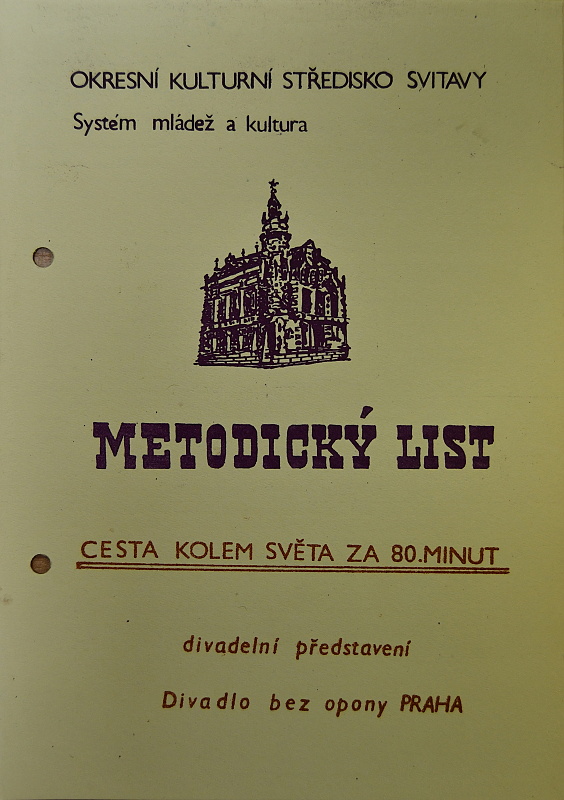 OKRESNÍ KULTURNÍ STŘEDISKO SVITAVY
Systém mládež a kultura
METODICKÝ LIST
CESTA KOLEM SVĚTA ZA 80.MINUT
divadelní představení
Divadlo bez opony PRAHA